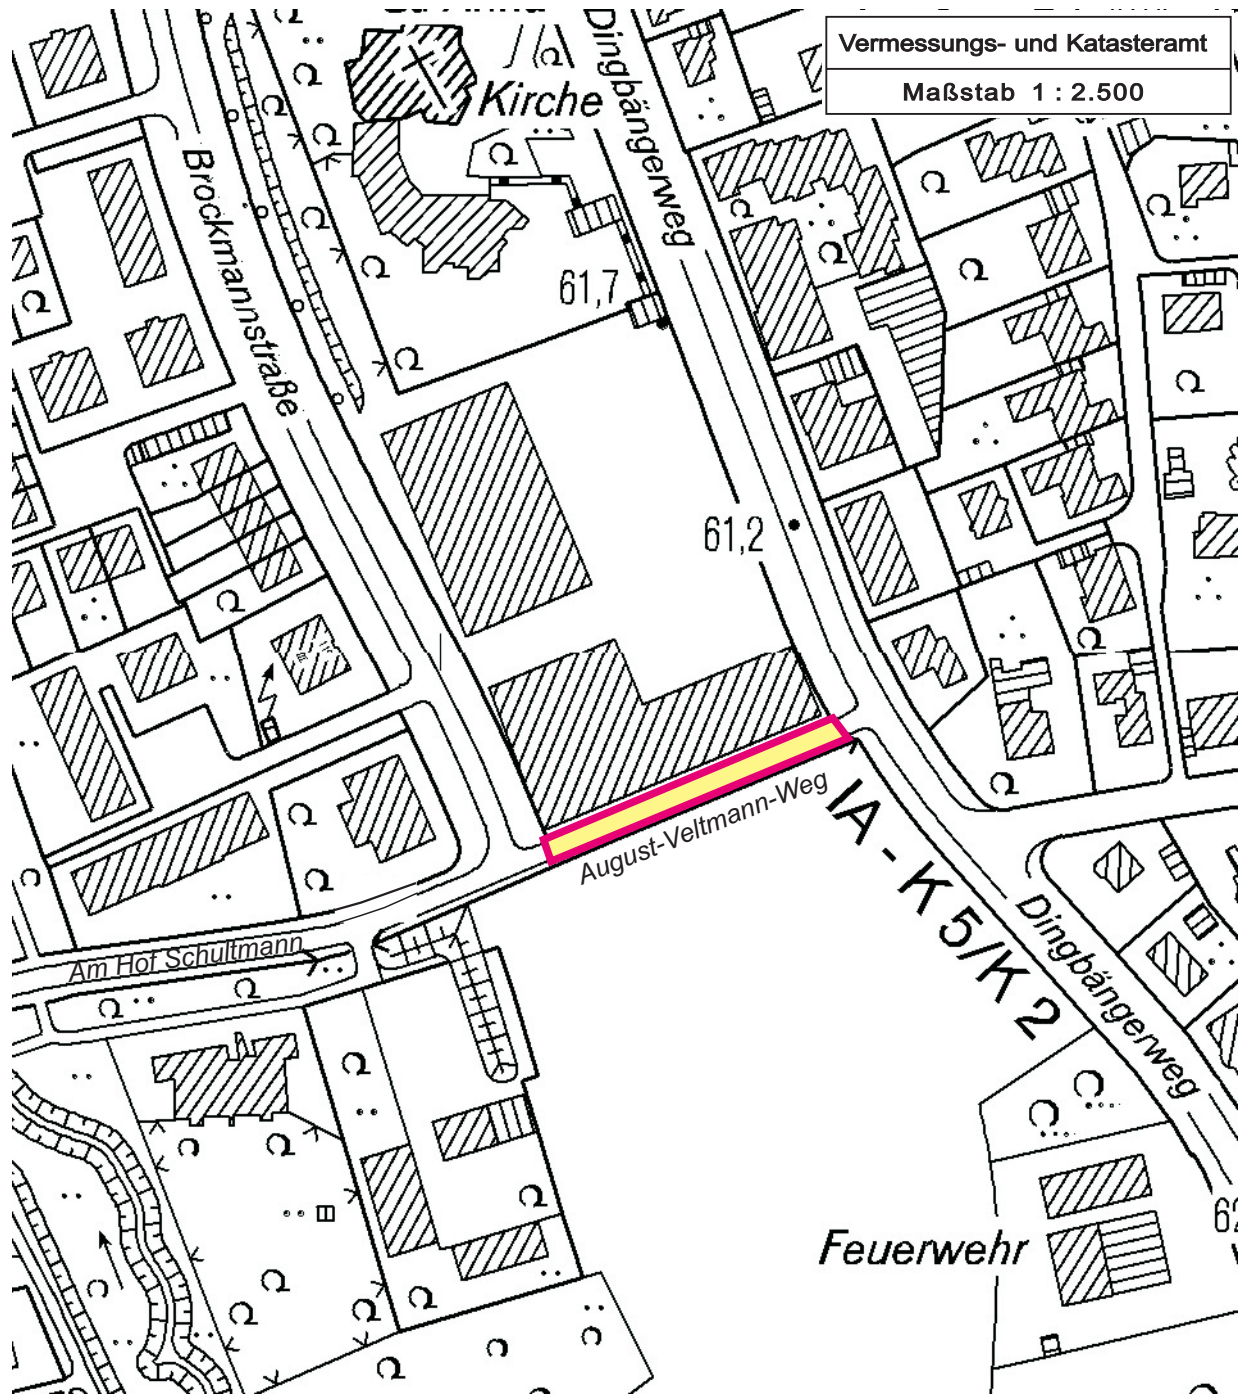 Vermessungs- und Katasteramt
Maßstab 1 : 2.500
Kirche
Dingbängerweg
Brockmannstraße
61,7
61,2
August-Veltmann-Weg
IA - K 5/K 2
Am Hof Schultmann
Dingbängerweg
Feuerwehr